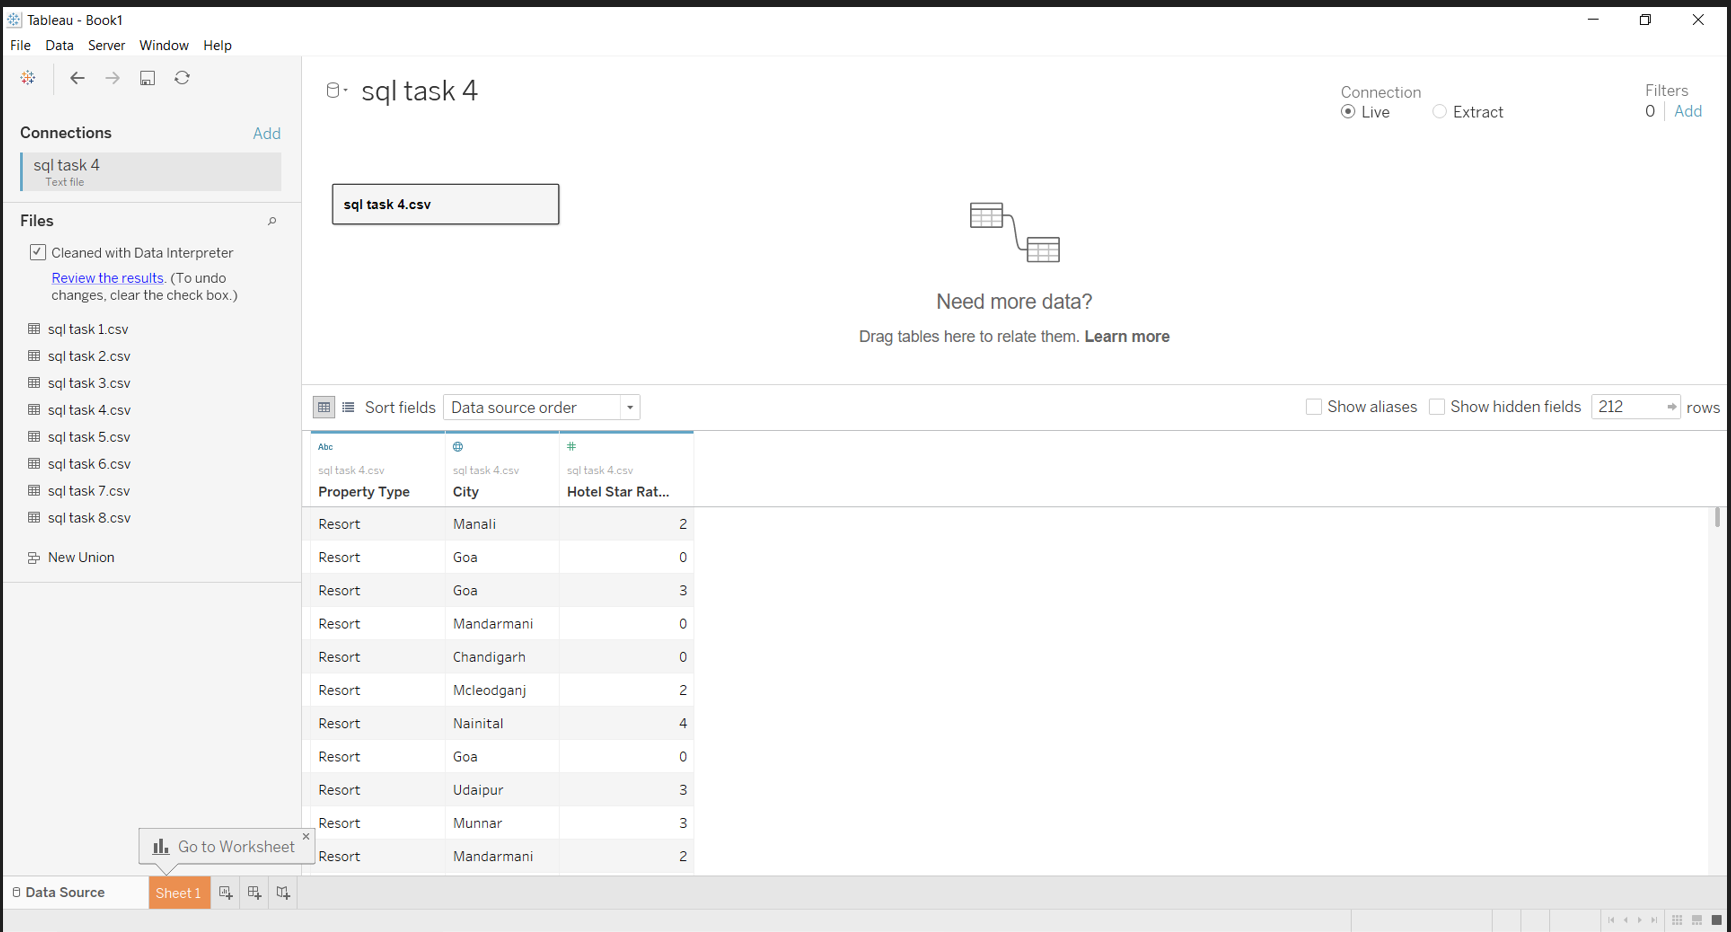 Tableau - Book1
File Data Server Window Help
sql task 4
Connection
Live Extract
Filters
0 Add
Connections Add
sql task 4
Text file
Files
Cleaned with Data Interpreter
Review the results. (To undo
changes, clear the check box.)
sql task 1.csv
sql task 2.csv
sql task 3.csv
sql task 4.csv
sql task 5.csv
sql task 6.csv
sql task 7.csv
sql task 8.csv
New Union
sql task 4.csv
Need more data?
Drag tables here to relate them. Learn more
Sort fields Data source order Show aliases Show hidden fields 212 rows
Abc #
sql task 4.csv sql task 4.csv sql task 4.csv
Property Type City Hotel Star Rat...
Resort Manali 2
Resort Goa 0
Resort Goa 3
Resort Mandarmani 0
Resort Chandigarh 0
Resort Mcleodganj 2
Resort Nainital 4
Resort Goa 0
Resort Udaipur 3
Resort Munnar 3
Resort Mandarmani 2
Go to Worksheet
Data Source Sheet 1